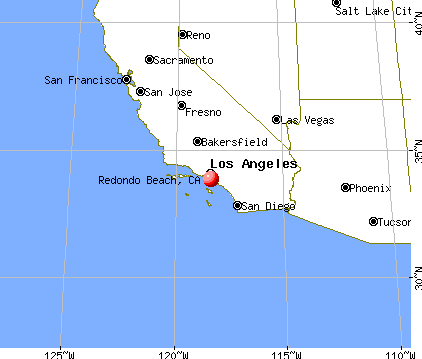 Salt Lake Cit
40°N
Reno
Sacramento
San Francisco
San Jose
Fresno
Las Vegas
Bakersfield
35°N
Los Angeles
Redondo Beach, CA
Phoenix
San Diego
Tucson
30°N
125°W
120°W
115°W
110°W